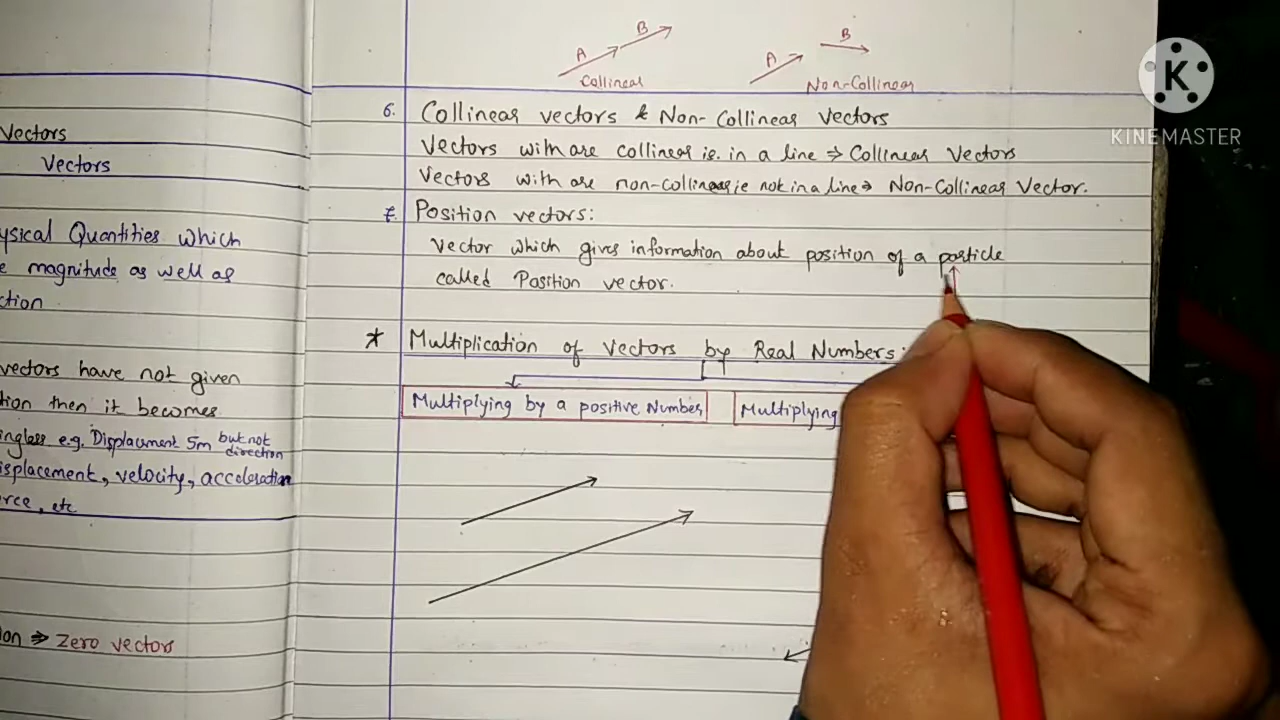 Vectors
Vectors
ysical Quantities which
e magnitude as well as
ction
vectors have not given
tion then it becomes
ingless e.g. Displacement 5m but not direction
isplacement, velocity, acceleration
rce, etc
ion ⇒ Zero vectors
A B
Collinear
A B
Non-Collinear
6. Collinear vectors & Non-Collinear Vectors
Vectors with are collinear i.e. in a line ⇒ Collinear Vectors
Vectors with are non-collinear ie not in a line ⇒ Non-Collinear Vector.
7. Position vectors:
Vector which gives information about position of a particle
called Position vector.
* Multiplication of Vectors by Real Numbers:
Multiplying by a positive Number
Multiplying
K
KINEMASTER